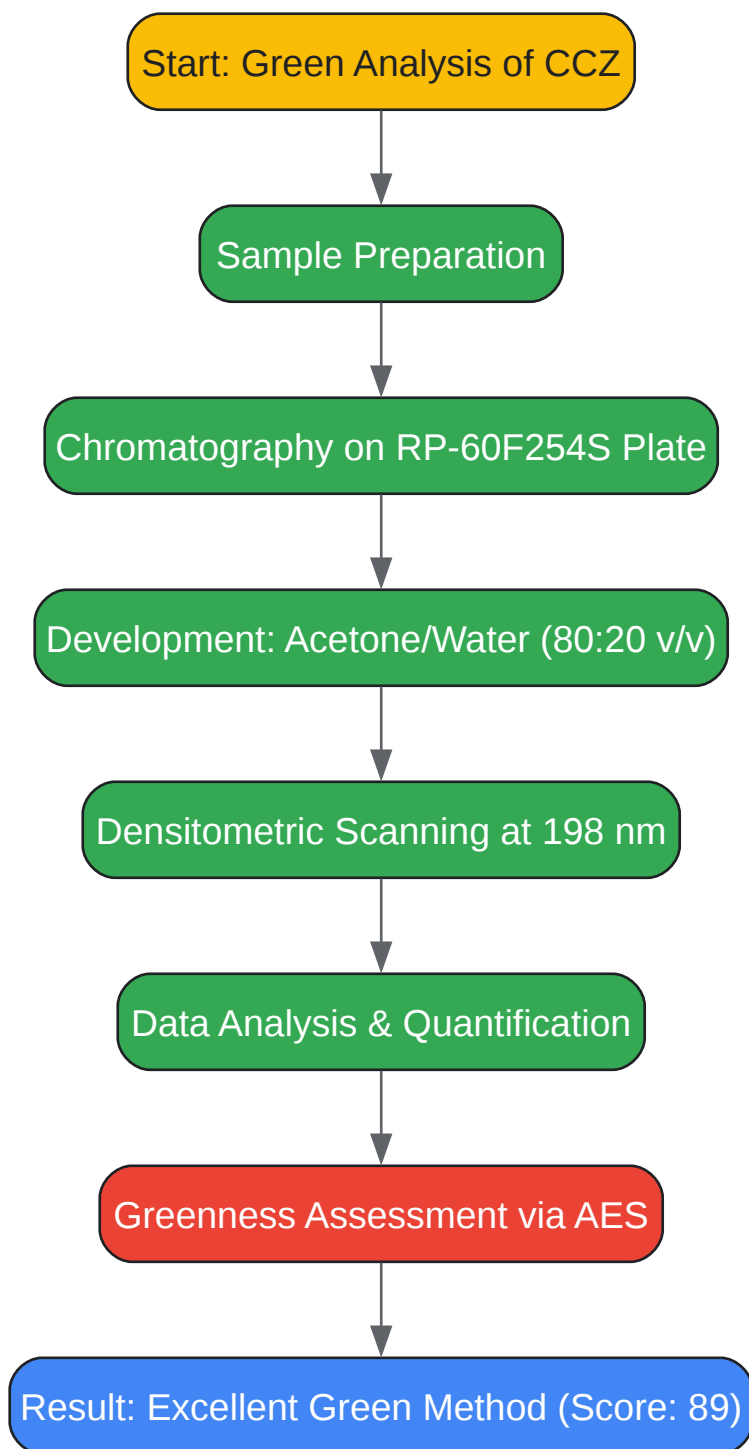 Start: Green Analysis of CCZ
Sample Preparation
Chromatography on RP-60F254S Plate
Development: Acetone/Water (80:20 v/v)
Densitometric Scanning at 198 nm
Data Analysis & Quantification
Greenness Assessment via AES
Result: Excellent Green Method (Score: 89)